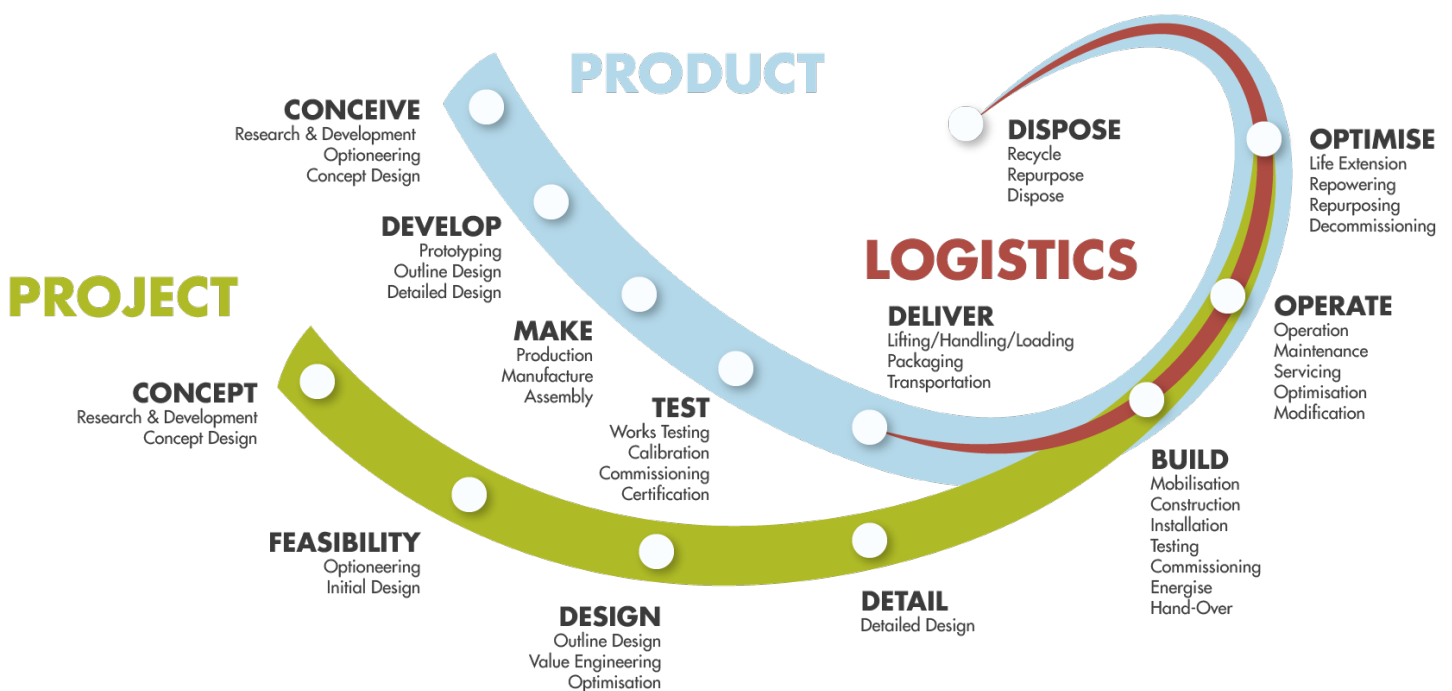 PRODUCT
CONCEIVE
Research & Development
Optioneering
Concept Design
DEVELOP
Prototyping
Outline Design
Detailed Design
MAKE
Production
Manufacture
Assembly
TEST
Works Testing
Calibration
Commissioning
Certification
LOGISTICS
DELIVER
Lifting/Handling/Loading
Packaging
Transportation
DISPOSE
Recycle
Repurpose
Dispose
OPTIMISE
Life Extension
Repowering
Repurposing
Decommissioning
OPERATE
Operation
Maintenance
Servicing
Optimisation
Modification
BUILD
Mobilisation
Construction
Installation
Testing
Commissioning
Energise
Hand-Over
PROJECT
CONCEPT
Research & Development
Concept Design
FEASIBILITY
Optioneering
Initial Design
DESIGN
Outline Design
Value Engineering
Optimisation
DETAIL
Detailed Design